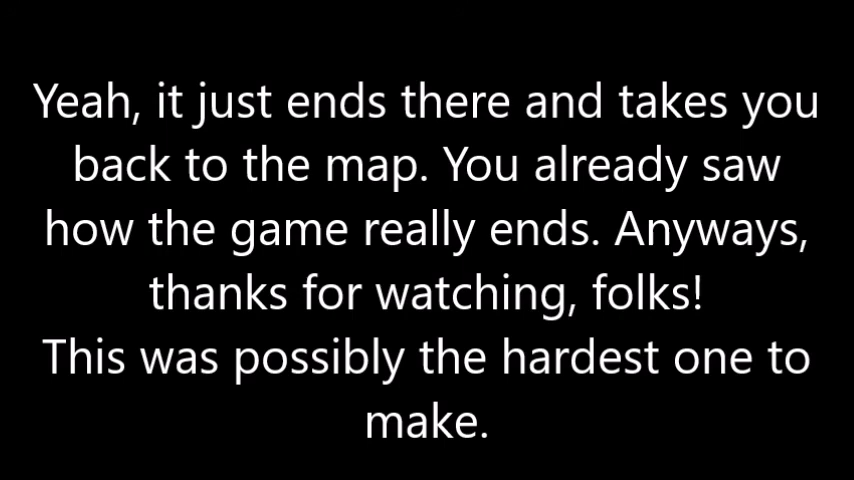 Yeah, it just ends there and takes you
back to the map. You already saw
how the game really ends. Anyways,
thanks for watching, folks!
This was possibly the hardest one to
make.